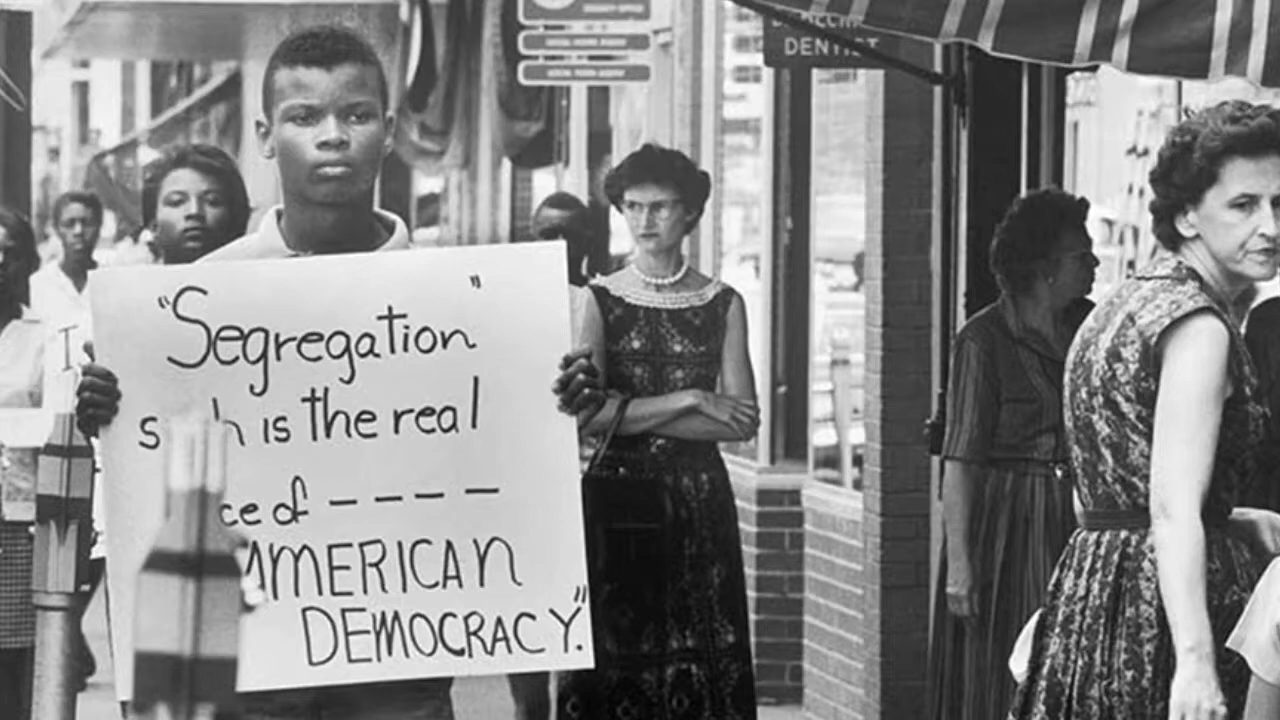 DENTIST
"Segregation"
is the real
of - - - -
AMERICAN
DEMOCRACY."